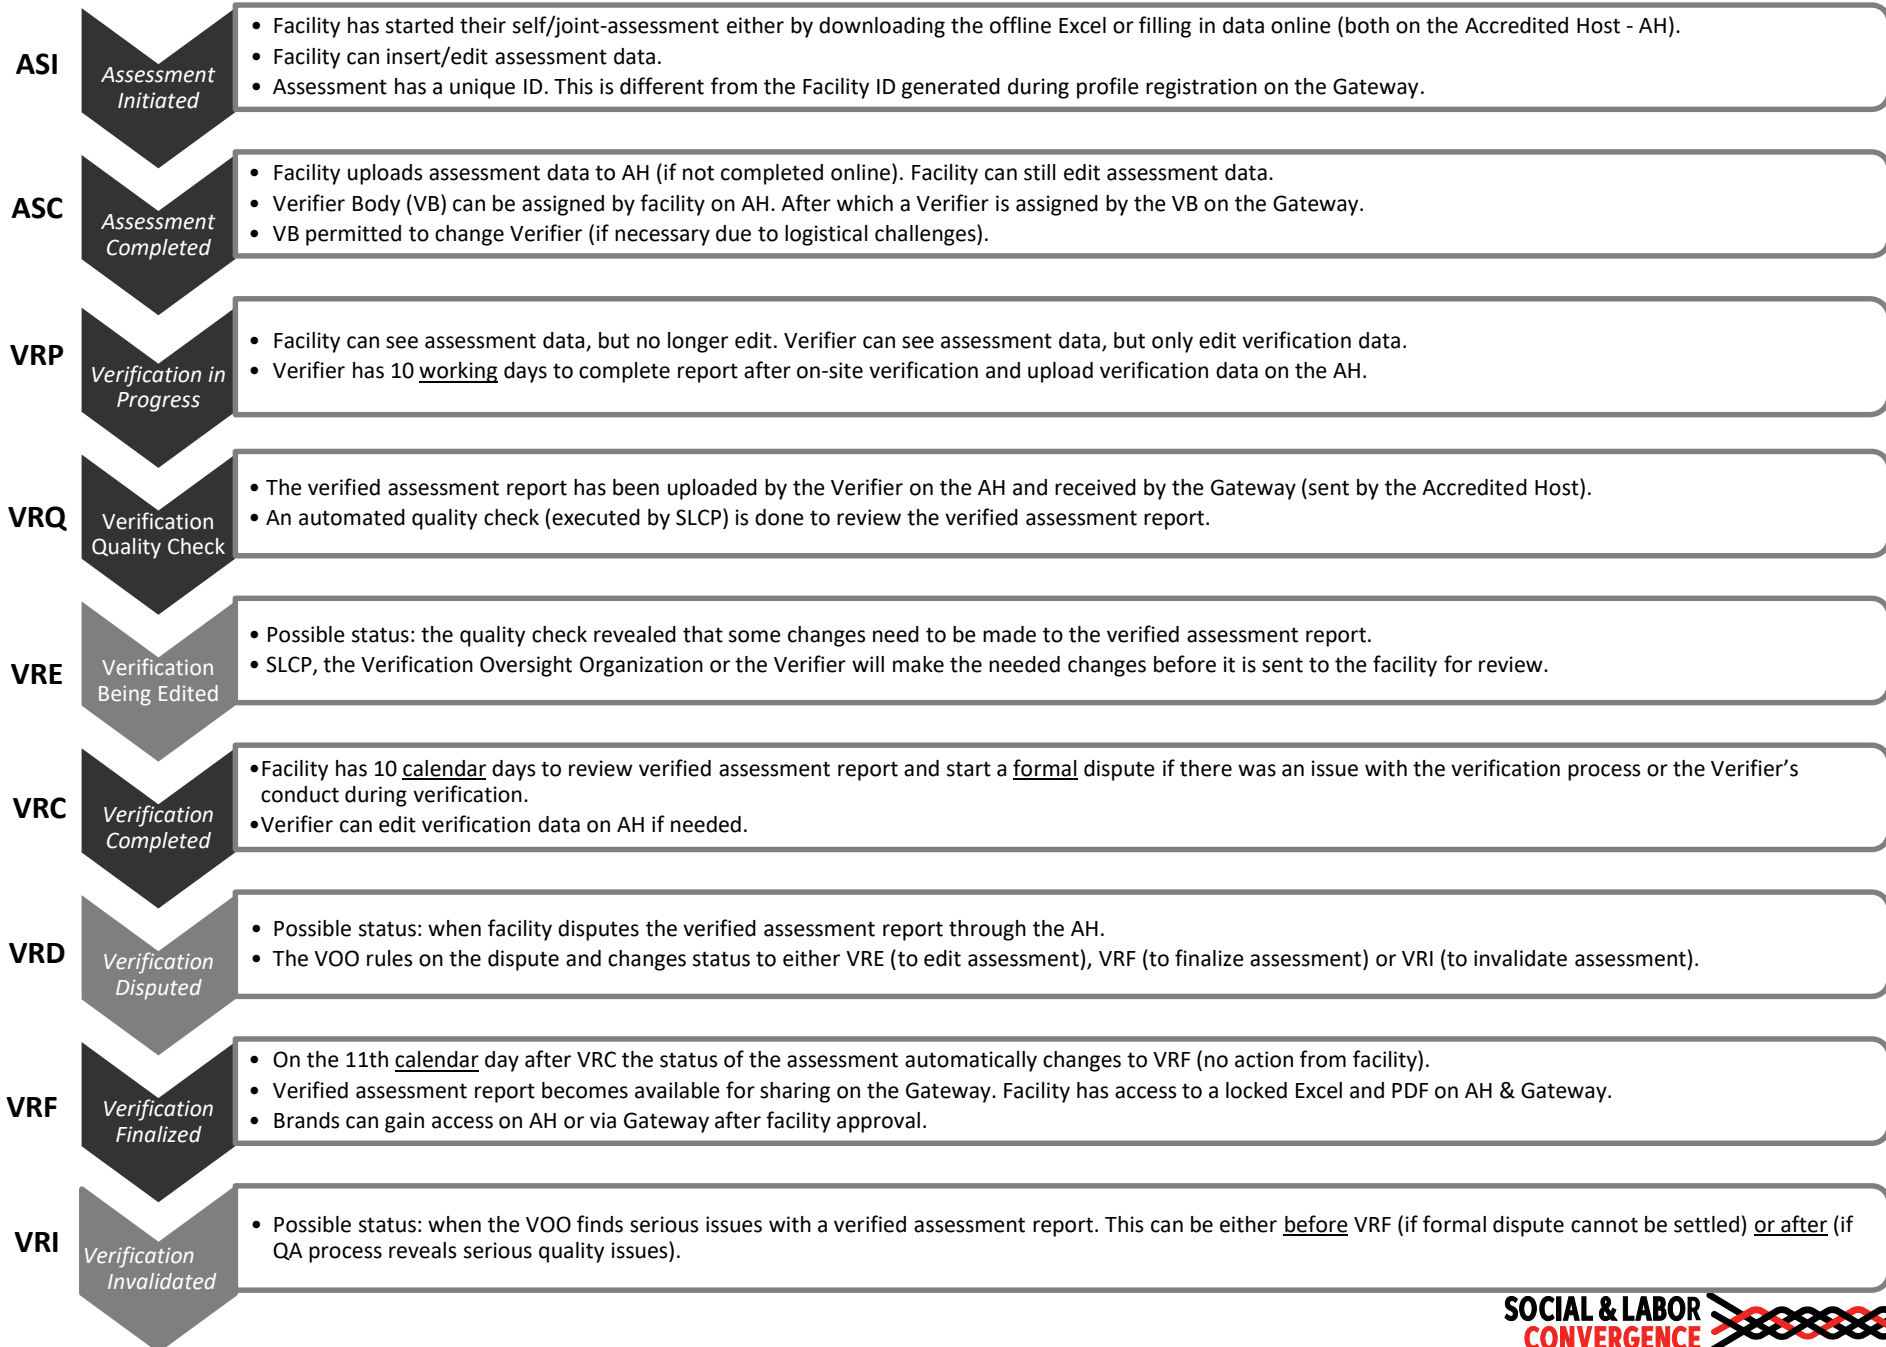 ASI
Assessment
Initiated
• Facility has started their self/joint-assessment either by downloading the offline Excel or filling in data online (both on the Accredited Host - AH).
• Facility can insert/edit assessment data.
• Assessment has a unique ID. This is different from the Facility ID generated during profile registration on the Gateway.
ASC
Assessment
Completed
• Facility uploads assessment data to AH (if not completed online). Facility can still edit assessment data.
• Verifier Body (VB) can be assigned by facility on AH. After which a Verifier is assigned by the VB on the Gateway.
• VB permitted to change Verifier (if necessary due to logistical challenges).
VRP
Verification in
Progress
• Facility can see assessment data, but no longer edit. Verifier can see assessment data, but only edit verification data.
• Verifier has 10 working days to complete report after on-site verification and upload verification data on the AH.
VRQ
Verification
Quality Check
• The verified assessment report has been uploaded by the Verifier on the AH and received by the Gateway (sent by the Accredited Host).
• An automated quality check (executed by SLCP) is done to review the verified assessment report.
VRE
Verification
Being Edited
• Possible status: the quality check revealed that some changes need to be made to the verified assessment report.
• SLCP, the Verification Oversight Organization or the Verifier will make the needed changes before it is sent to the facility for review.
VRC
Verification
Completed
•Facility has 10 calendar days to review verified assessment report and start a formal dispute if there was an issue with the verification process or the Verifier's
conduct during verification.
•Verifier can edit verification data on AH if needed.
VRD
Verification
Disputed
• Possible status: when facility disputes the verified assessment report through the AH.
• The VOO rules on the dispute and changes status to either VRE (to edit assessment), VRF (to finalize assessment) or VRI (to invalidate assessment).
VRF
Verification
Finalized
• On the 11th calendar day after VRC the status of the assessment automatically changes to VRF (no action from facility).
• Verified assessment report becomes available for sharing on the Gateway. Facility has access to a locked Excel and PDF on AH & Gateway.
• Brands can gain access on AH or via Gateway after facility approval.
VRI
Verification
Invalidated
• Possible status: when the VOO finds serious issues with a verified assessment report. This can be either before VRF (if formal dispute cannot be settled) or after (if
QA process reveals serious quality issues).
SOCIAL & LABOR
CONVERGENCE